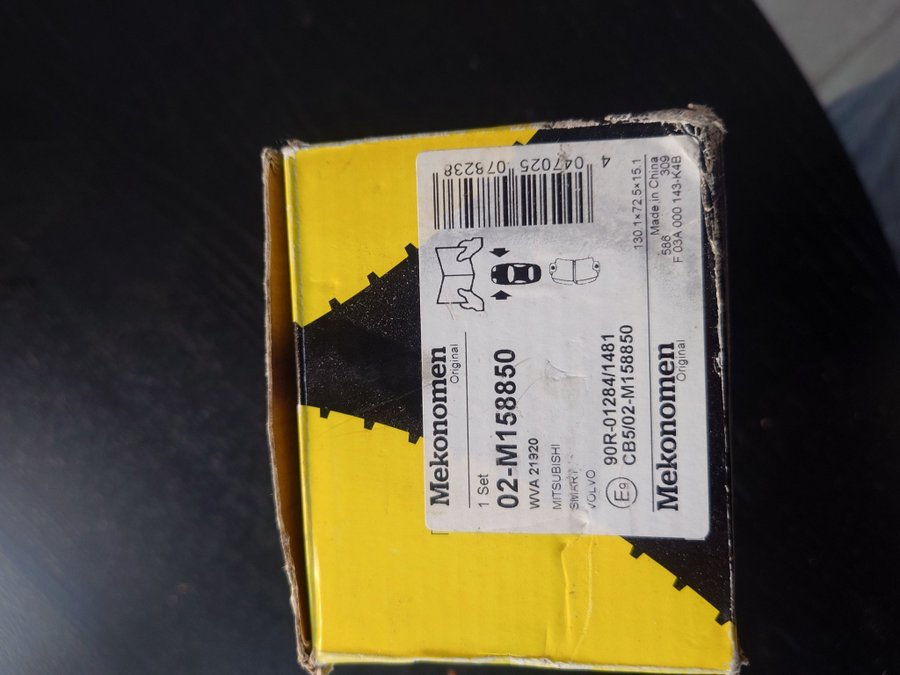 Mekonomen
Original
1 Set
02-M158850
WVA 21920
MITSUBISHI
SMART
VOLVO
E9
90R-01284/1481
CB5/02-M158850
4 047025 078238
130.1×72.5×15.1
Mekonomen
Original
Made in China
309
586
F 03A 000 143-K4B